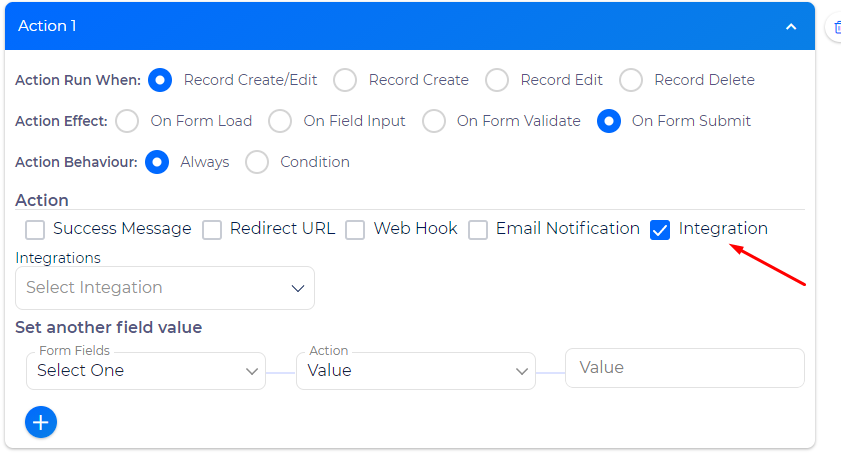 Action 1
Action Run When: Record Create/Edit Record Create Record Edit Record Delete
Action Effect: On Form Load On Field Input On Form Validate On Form Submit
Action Behaviour: Always Condition
Action
Success Message Redirect URL Web Hook Email Notification Integration
Integrations
Select Integation
Set another field value
Form Fields Action
Select One Value Value